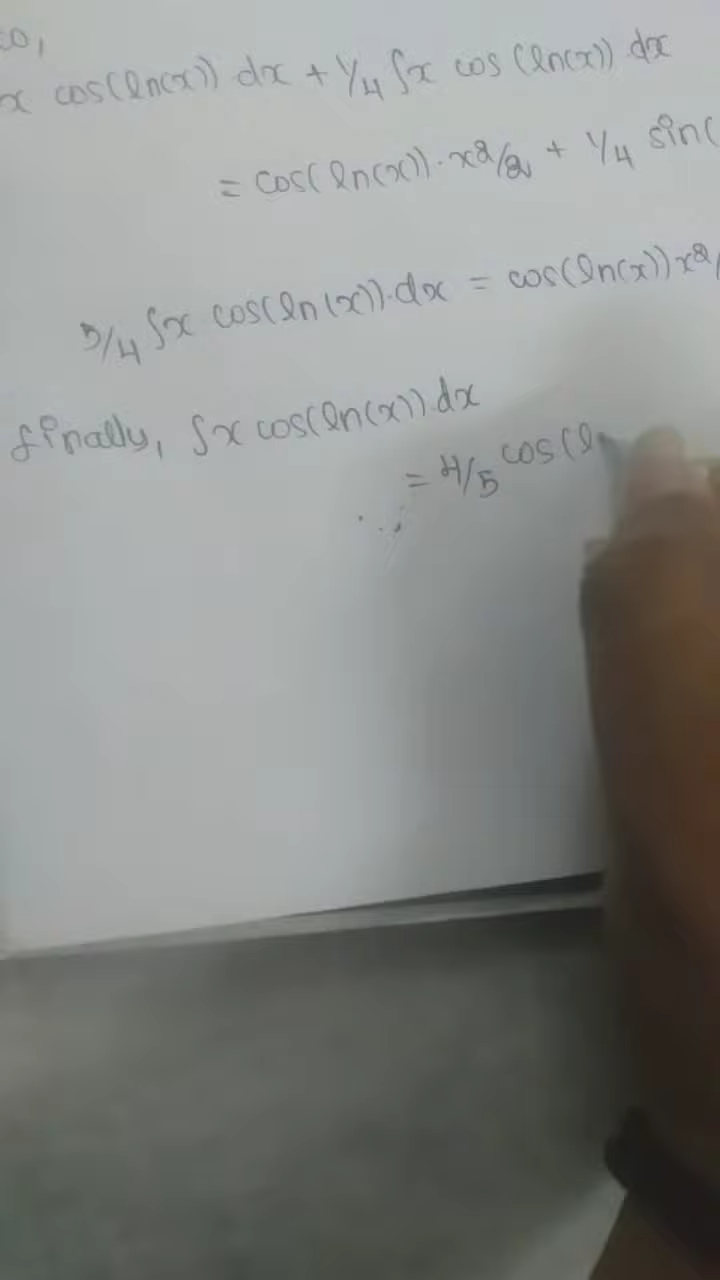 so,
x cos(ln(x)) dx + 1/4 ∫x cos (ln(x)) dx
= cos(ln(x)).x2/2 + 1/4 sin(
5/4 ∫x cos(ln(x)).dx = cos(ln(x)) x2/
finally, ∫x cos(ln(x)) dx
= 4/5 cos(ln